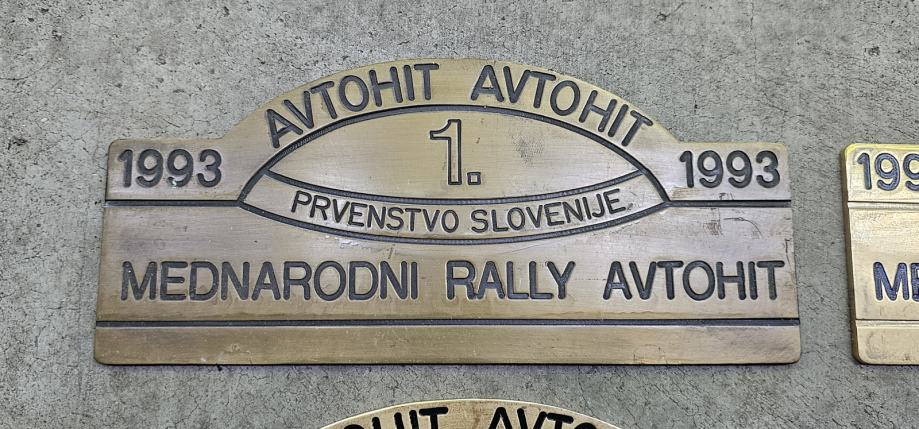 AVTOHIT AVTOHIT
1993 1. 1993
PRVENSTVO SLOVENIJE
MEDNARODNI RALLY AVTOHIT